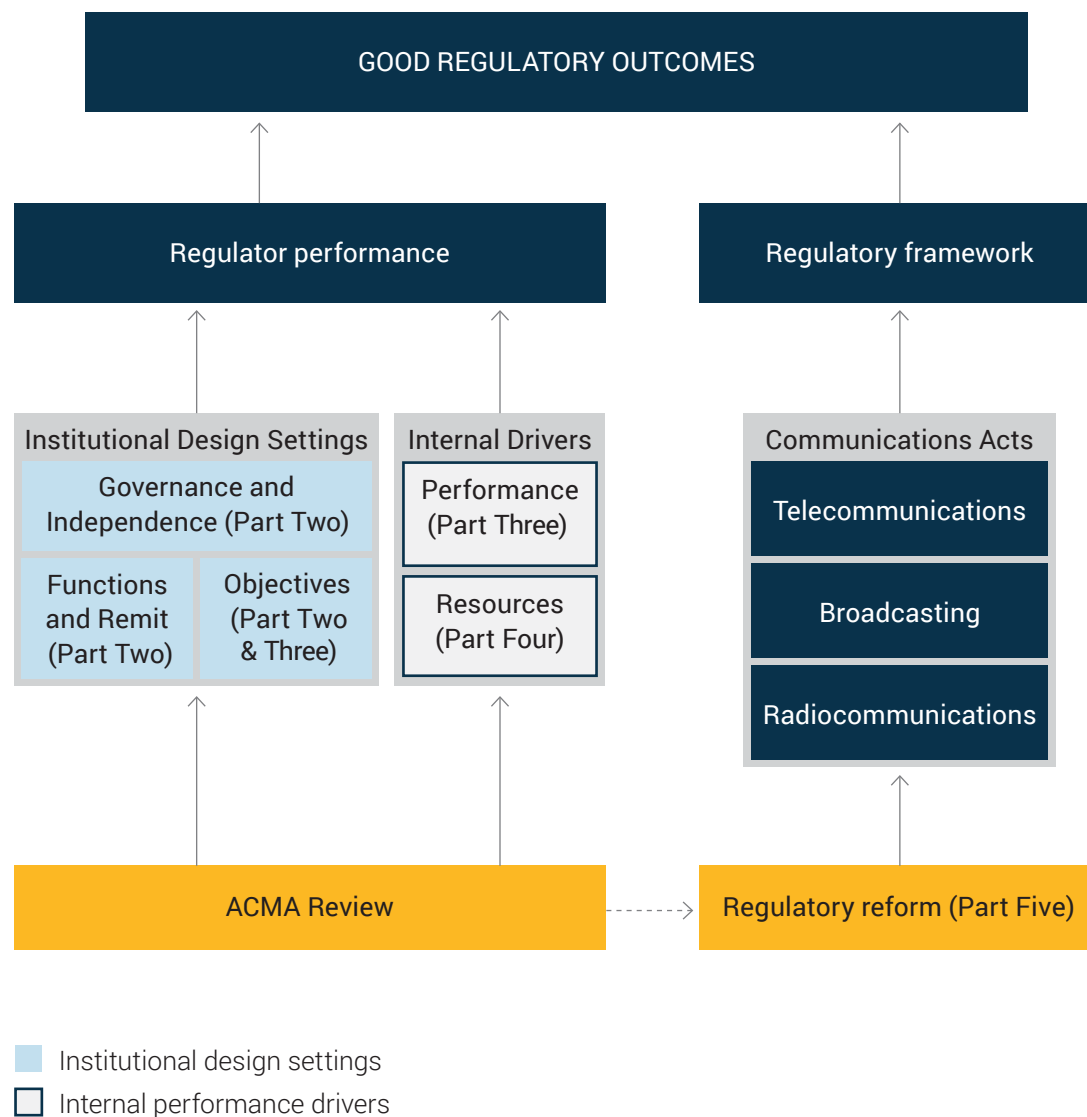 GOOD REGULATORY OUTCOMES
Regulator performance
Regulatory framework
Institutional Design Settings
Governance and
Independence (Part Two)
Functions
and Remit
(Part Two)
Objectives
(Part Two
& Three)
Internal Drivers
Performance
(Part Three)
Resources
(Part Four)
Communications Acts
Telecommunications
Broadcasting
Radiocommunications
ACMA Review
Regulatory reform (Part Five)
Institutional design settings
Internal performance drivers